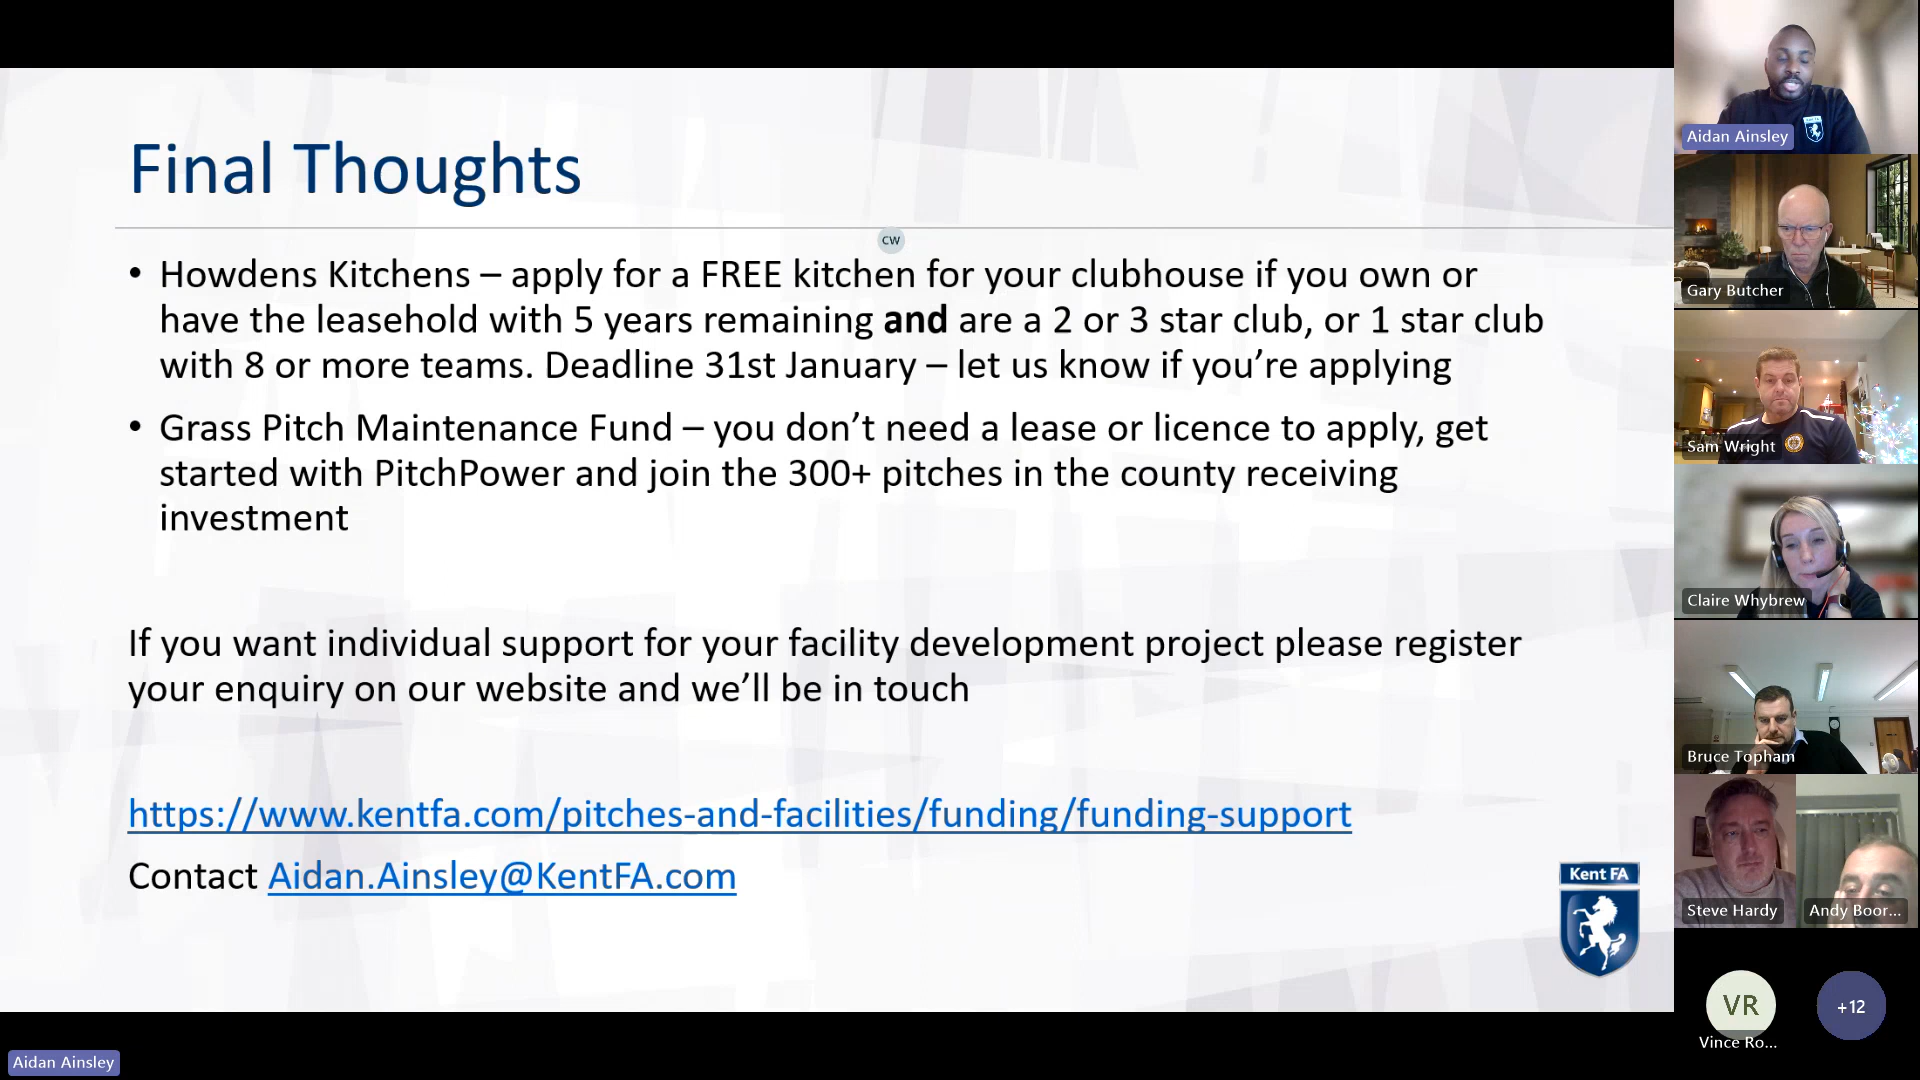 Final Thoughts
CW
• Howdens Kitchens – apply for a FREE kitchen for your clubhouse if you own or
have the leasehold with 5 years remaining and are a 2 or 3 star club, or 1 star club
with 8 or more teams. Deadline 31st January – let us know if you’re applying
• Grass Pitch Maintenance Fund – you don’t need a lease or licence to apply, get
started with PitchPower and join the 300+ pitches in the county receiving
investment
If you want individual support for your facility development project please register
your enquiry on our website and we’ll be in touch
https://www.kentfa.com/pitches-and-facilities/funding/funding-support
Contact Aidan.Ainsley@KentFA.com
Kent FA
Aidan Ainsley
Aidan Ainsley
Gary Butcher
Sam Wright
Claire Whybrew
Bruce Topham
Steve Hardy
Andy Boor...
VR
Vince Ro...
+12